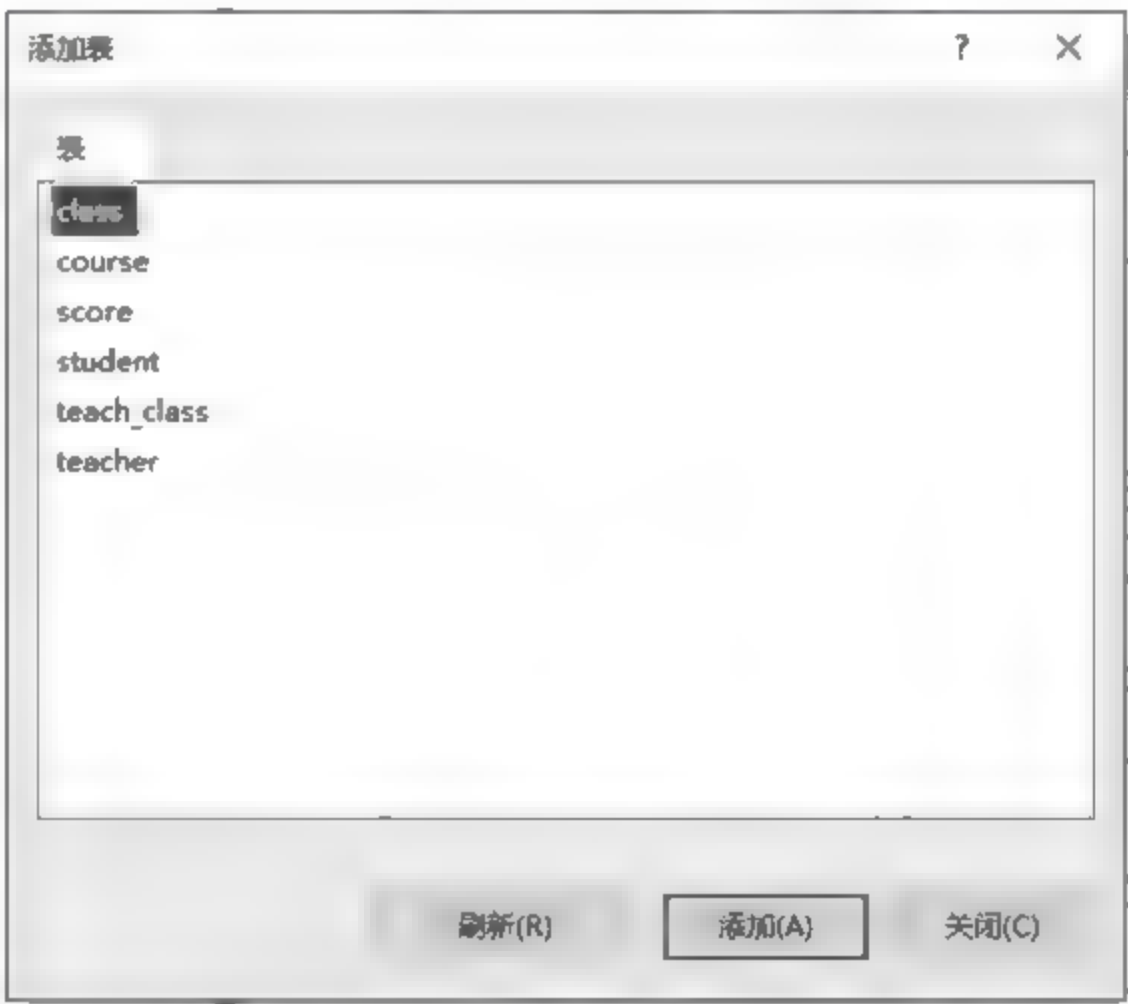 添加表
?
表
class
course
score
student
teach_class
teacher
刷新(R) 添加(A) 关闭(C)